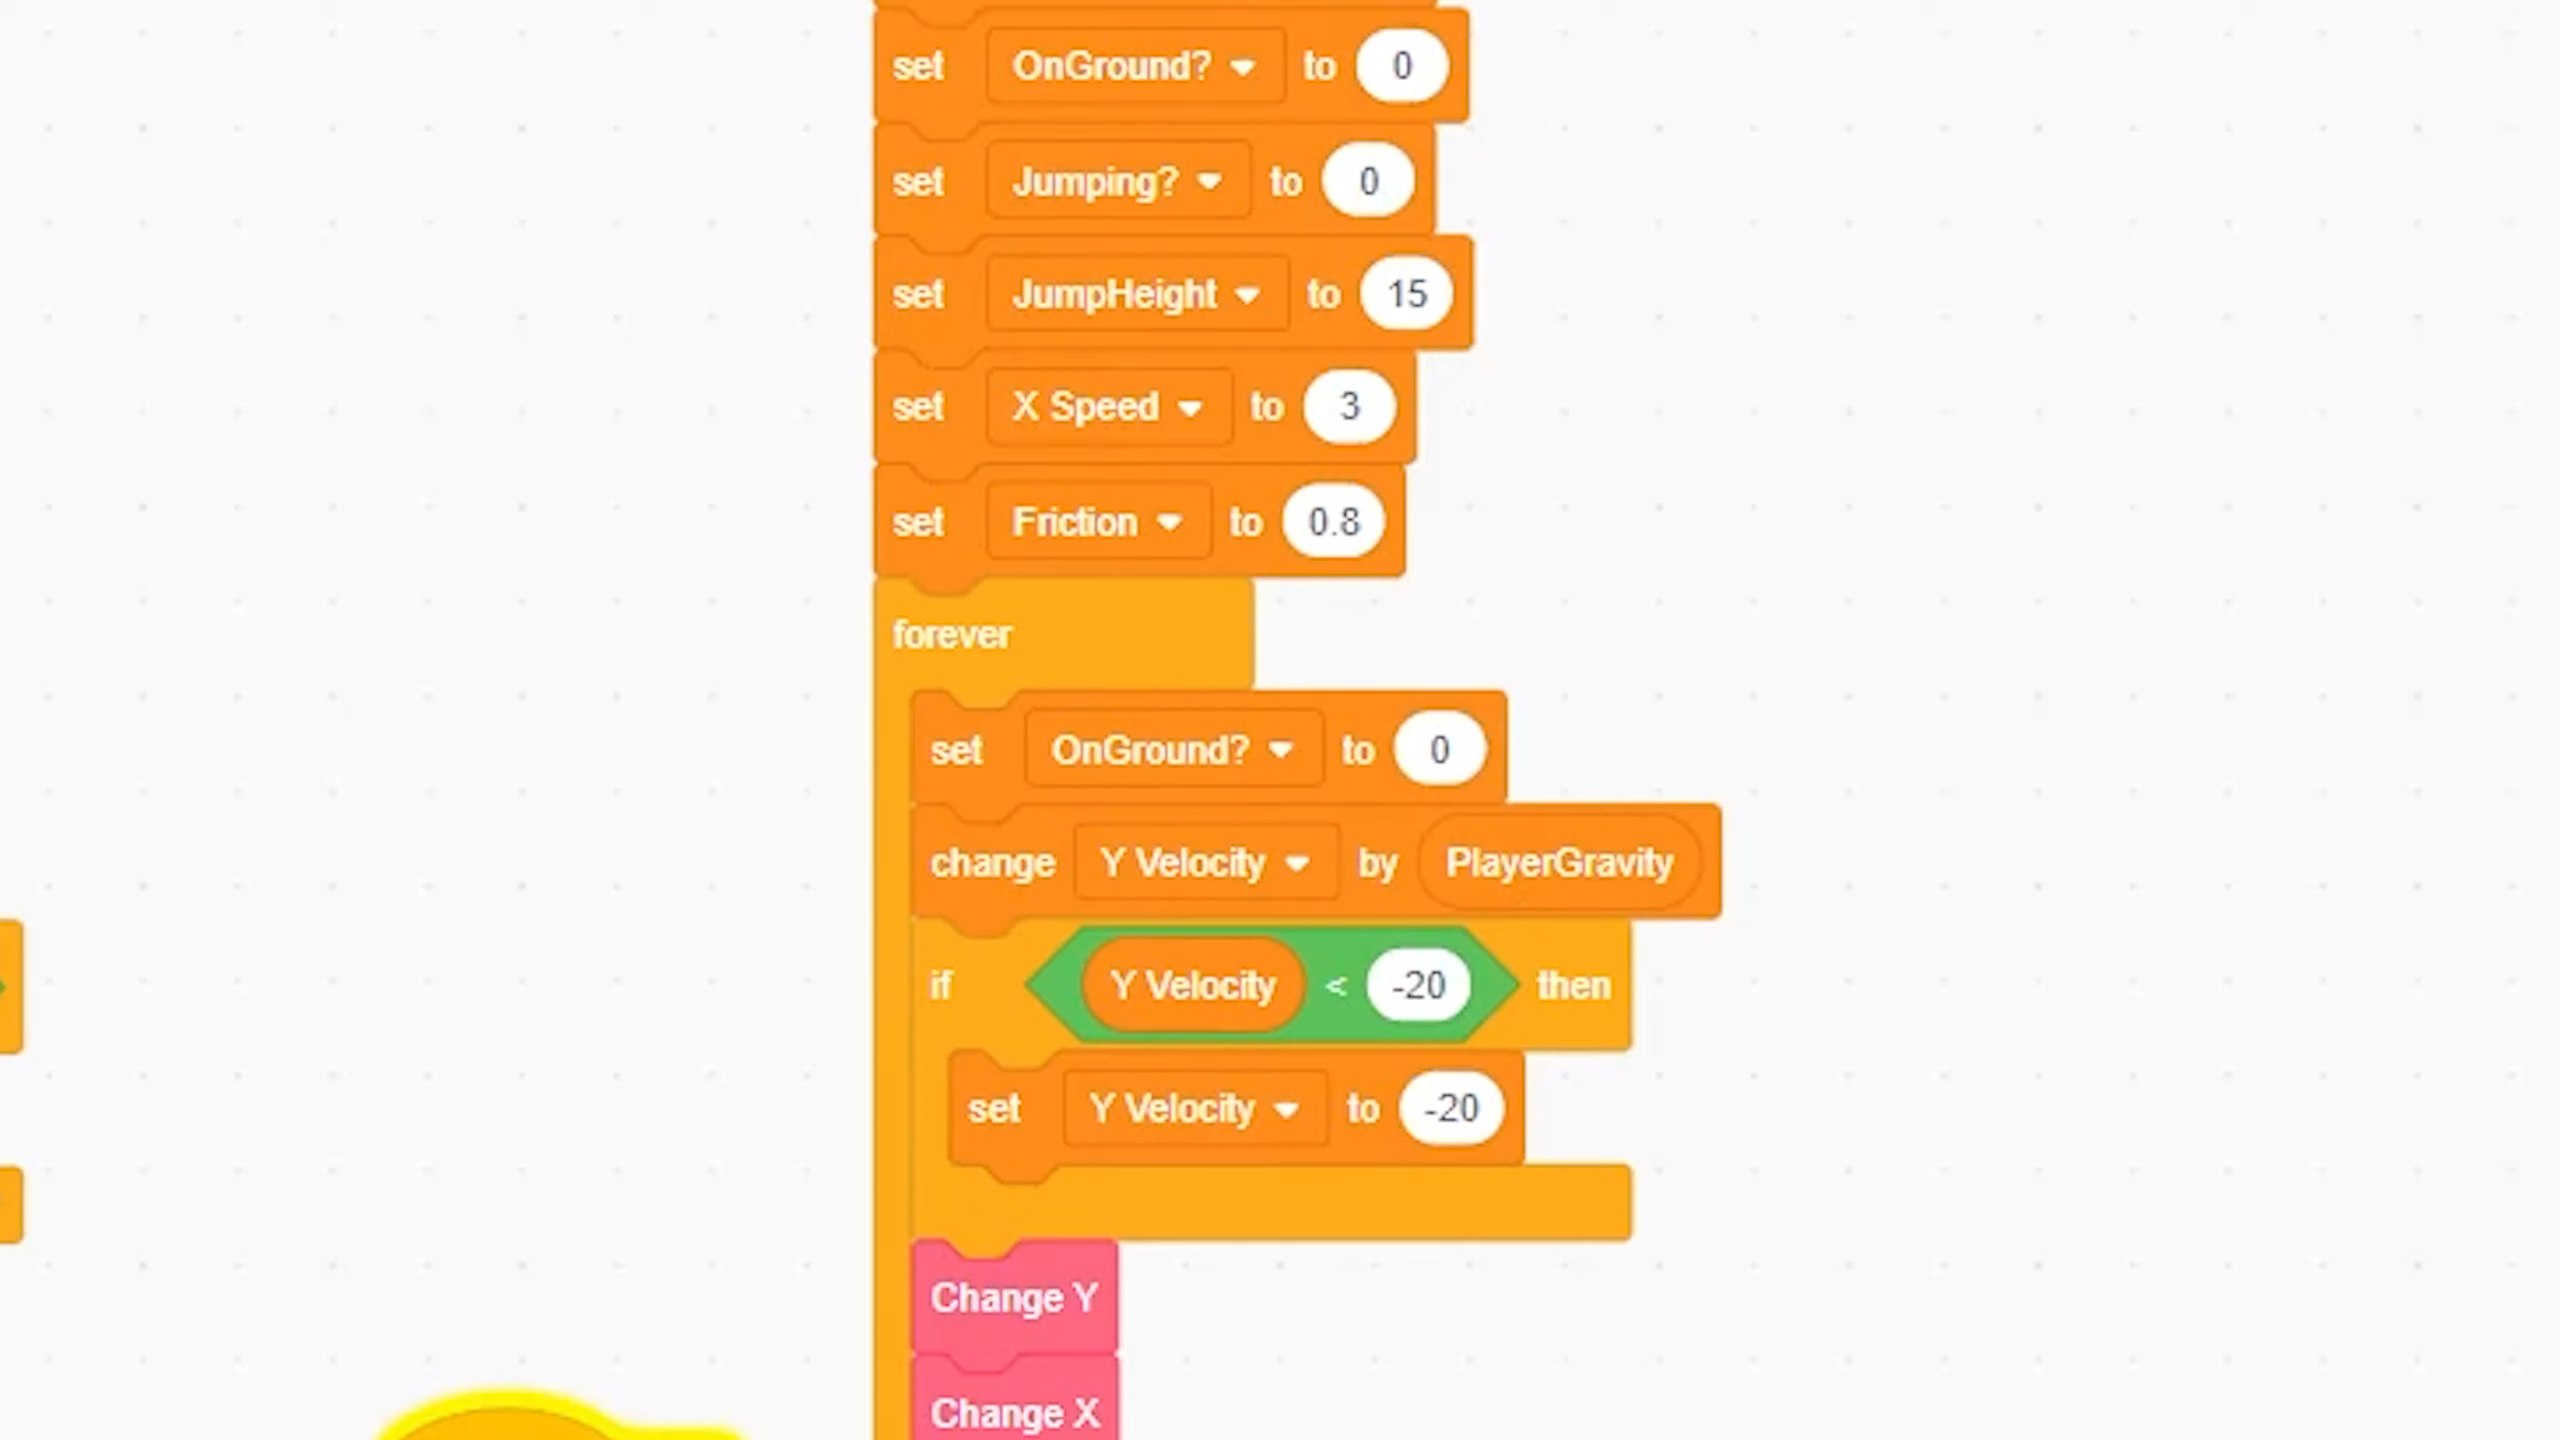 set OnGround? to 0
set Jumping? to 0
set JumpHeight to 15
set X Speed to 3
set Friction to 0.8
forever
set OnGround? to 0
change Y Velocity by PlayerGravity
if Y Velocity < -20 then
set Y Velocity to -20
Change Y
Change X